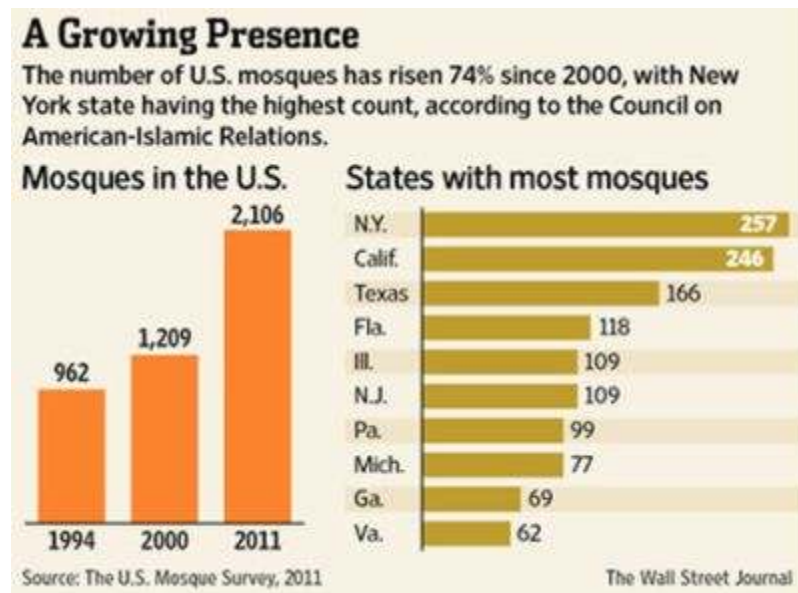 A Growing Presence
The number of U.S. mosques has risen 74% since 2000, with New
York state having the highest count, according to the Council on
American-Islamic Relations.
Mosques in the U.S.
2,106
1,209
962
1994 2000 2011
States with most mosques
N.Y. 257
Calif. 246
Texas 166
Fla. 118
Ill. 109
N.J. 109
Pa. 99
Mich. 77
Ga. 69
Va. 62
Source: The U.S. Mosque Survey, 2011
The Wall Street Journal